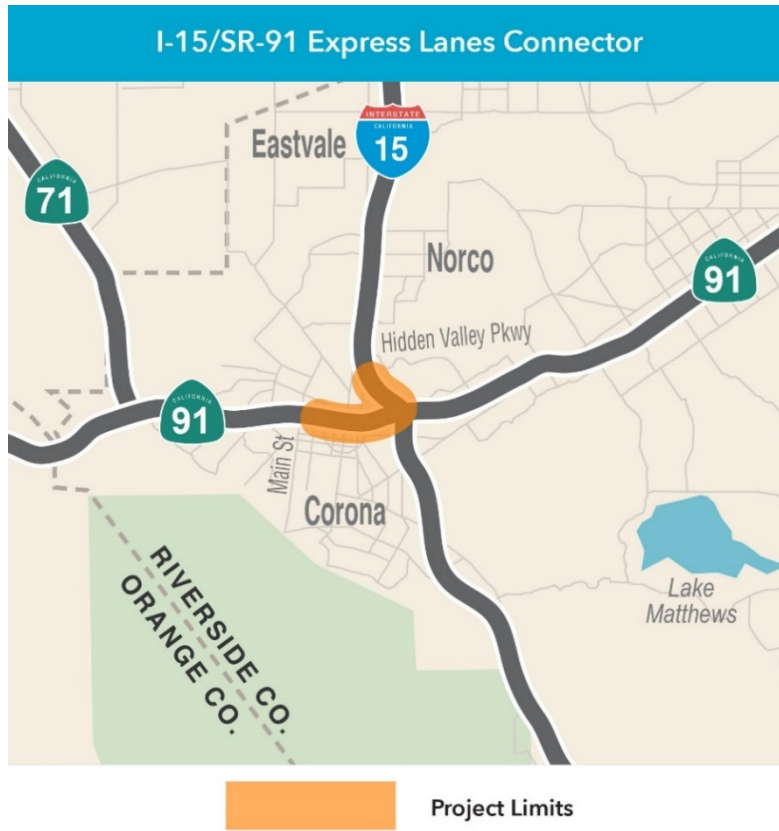 I-15/SR-91 Express Lanes Connector
INTERSTATE
CALIFORNIA
15
Eastvale
CALIFORNIA
71
Norco
CALIFORNIA
91
Hidden Valley Pkwy
CALIFORNIA
91
Main St
Corona
Lake
Matthews
RIVERSIDE CO.
ORANGE CO.
Project Limits